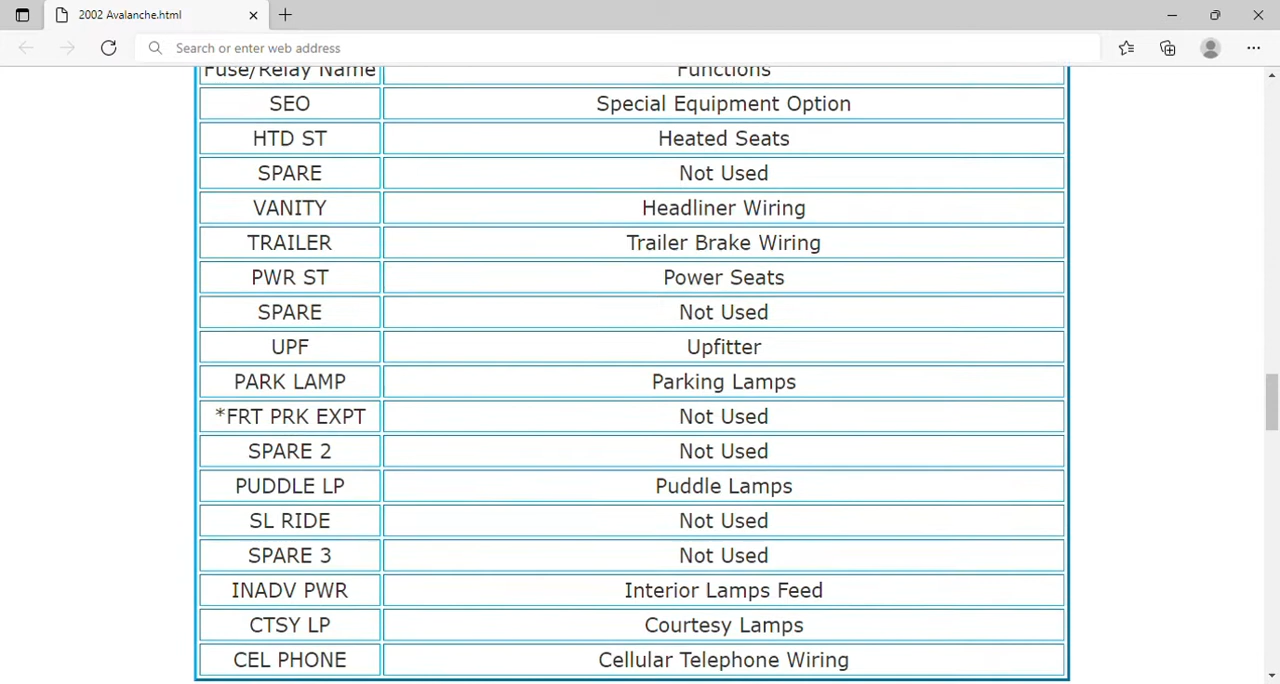 2002 Avalanche.html
Search or enter web address
Fuse/Relay Name Functions
SEO Special Equipment Option
HTD ST Heated Seats
SPARE Not Used
VANITY Headliner Wiring
TRAILER Trailer Brake Wiring
PWR ST Power Seats
SPARE Not Used
UPF Upfitter
PARK LAMP Parking Lamps
*FRT PRK EXPT Not Used
SPARE 2 Not Used
PUDDLE LP Puddle Lamps
SL RIDE Not Used
SPARE 3 Not Used
INADV PWR Interior Lamps Feed
CTSY LP Courtesy Lamps
CEL PHONE Cellular Telephone Wiring